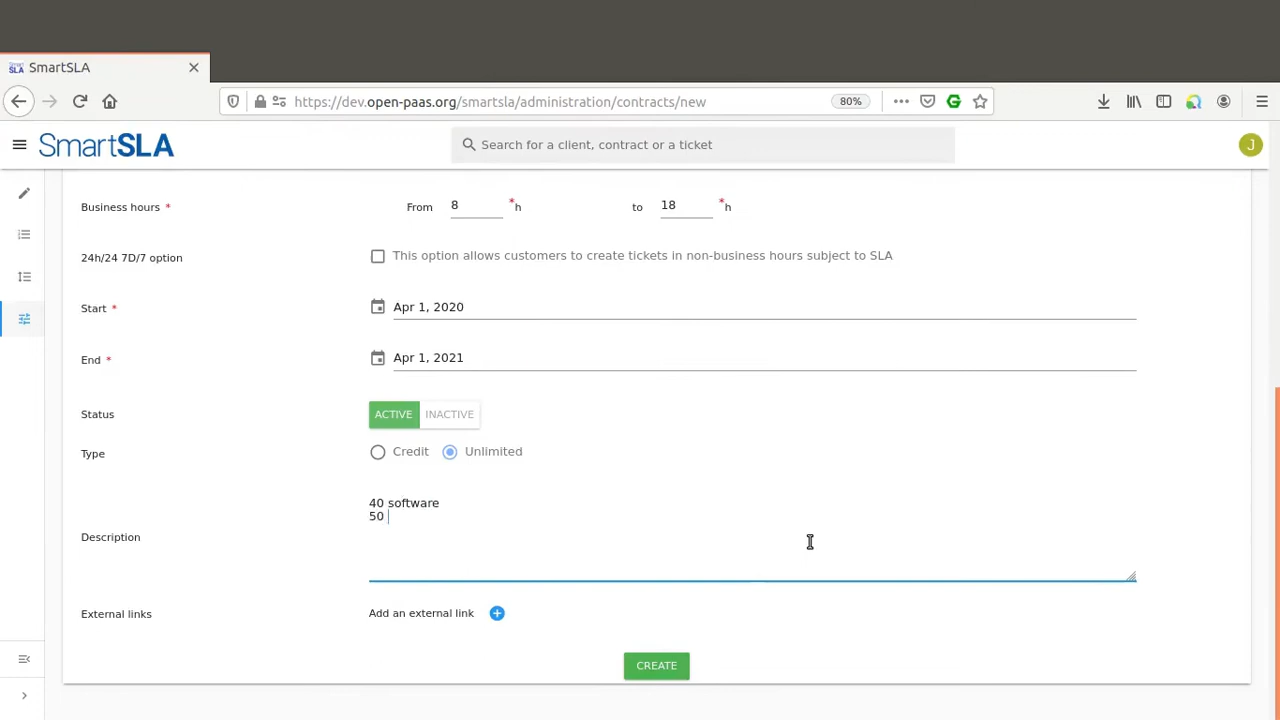 SLA SmartSLA
https://dev.open-paas.org/smartsla/administration/contracts/new
80%
G
SmartSLA
Search for a client, contract or a ticket
J
Business hours *
From 8 * h to 18 * h
24h/24 7D/7 option
This option allows customers to create tickets in non-business hours subject to SLA
Start *
Apr 1, 2020
End *
Apr 1, 2021
Status
ACTIVE INACTIVE
Type
Credit Unlimited
40 software
50
Description
External links
Add an external link
CREATE